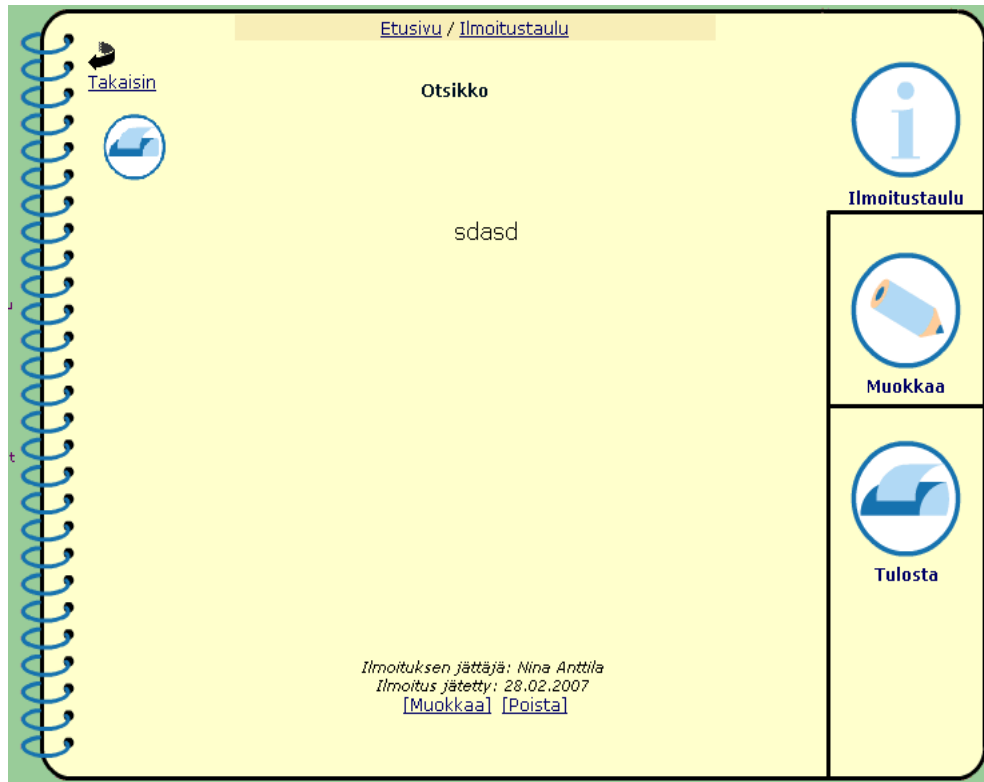 Etusivu / Ilmoitustaulu
Takaisin
Otsikko
Ilmoitustaulu
sdasd
Muokkaa
Tulosta
Ilmoituksen jättäjä: Nina Anttila
Ilmoitus jätetty: 28.02.2007
[Muokkaa] [Poista]